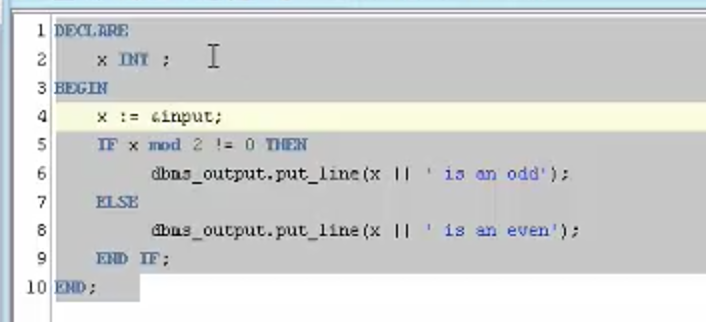 1 DECLARE
2 x INT ;
3 BEGIN
4 x := &input;
5 IF x mod 2 != 0 THEN
6 dbms_output.put_line(x || ' is an odd');
7 ELSE
8 dbms_output.put_line(x || ' is an even');
9 END IF;
10 END;